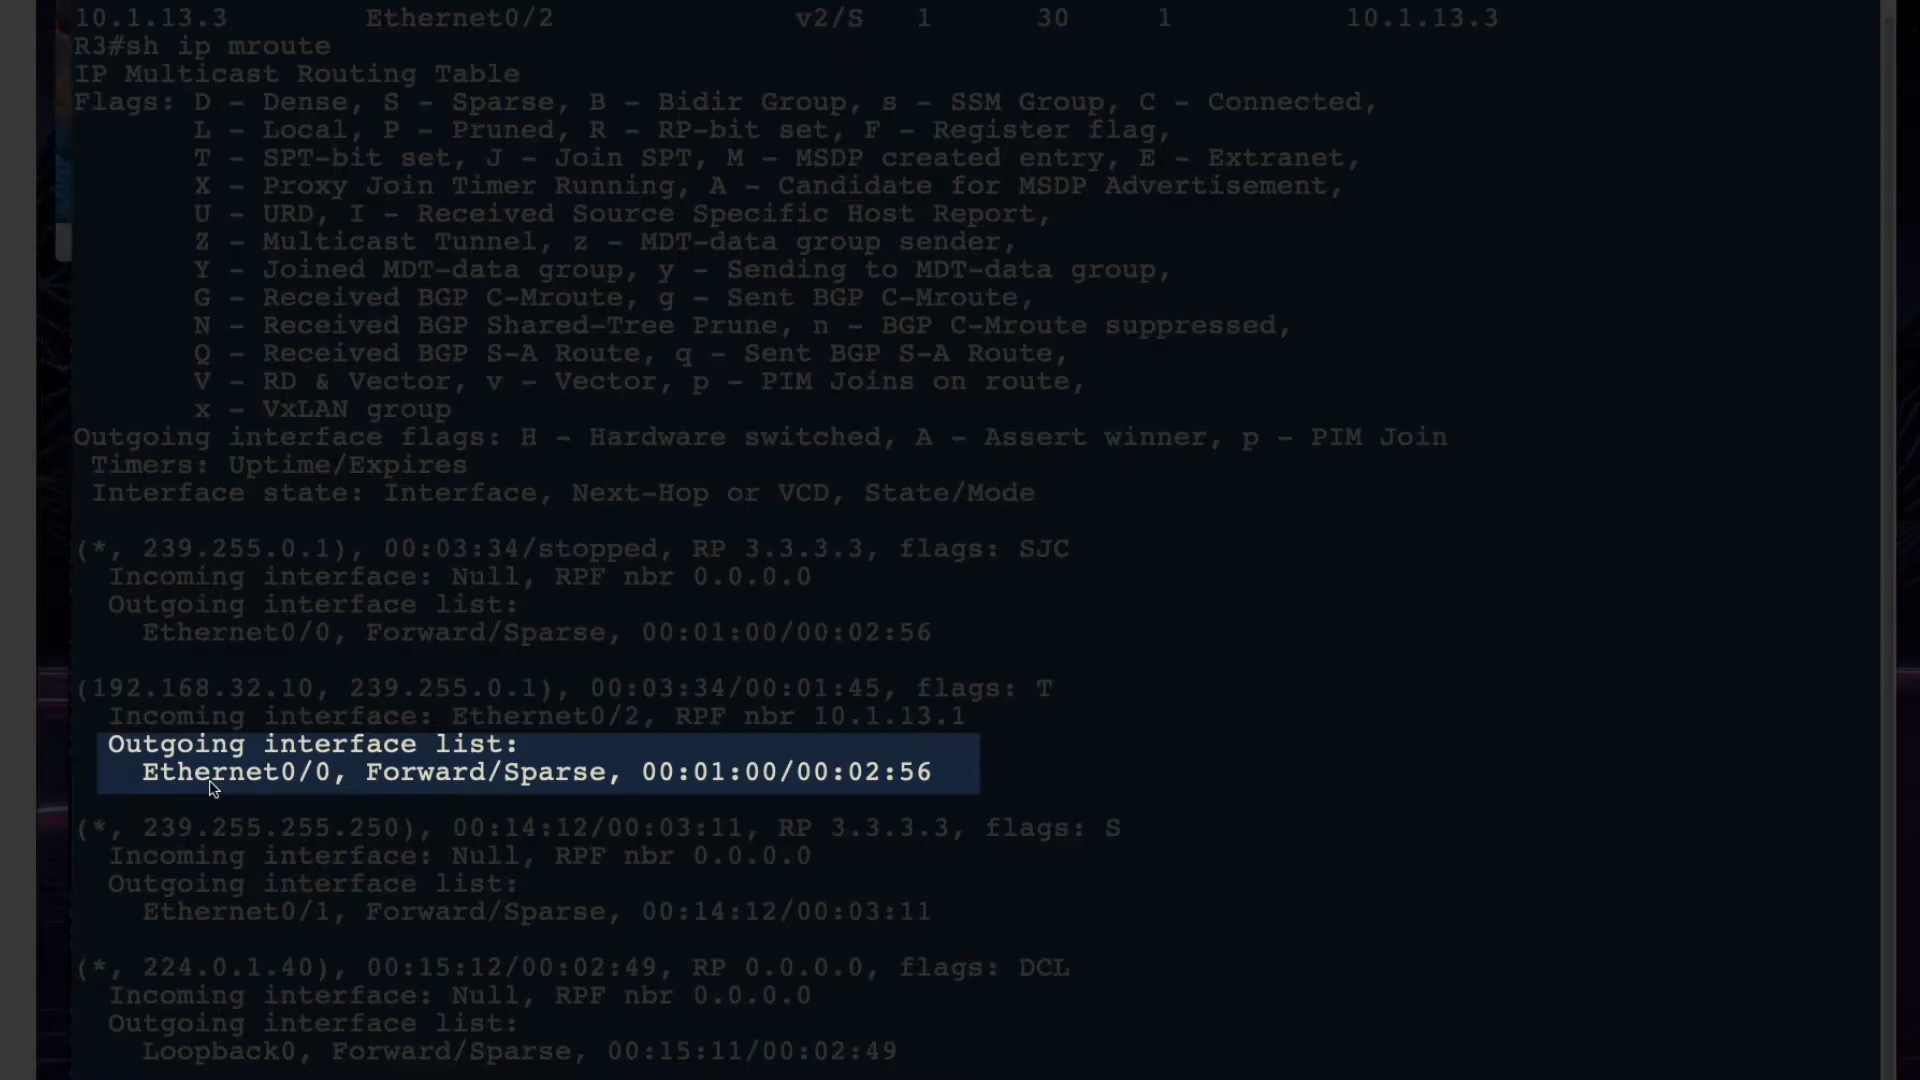 10.1.13.3        Ethernet0/2              v2/S   1      30     1          10.1.13.3
R3#sh ip mroute
IP Multicast Routing Table
Flags: D - Dense, S - Sparse, B - Bidir Group, s - SSM Group, C - Connected,
       L - Local, P - Pruned, R - RP-bit set, F - Register flag,
       T - SPT-bit set, J - Join SPT, M - MSDP created entry, E - Extranet,
       X - Proxy Join Timer Running, A - Candidate for MSDP Advertisement,
       U - URD, I - Received Source Specific Host Report,
       Z - Multicast Tunnel, z - MDT-data group sender,
       Y - Joined MDT-data group, y - Sending to MDT-data group,
       G - Received BGP C-Mroute, g - Sent BGP C-Mroute,
       N - Received BGP Shared-Tree Prune, n - BGP C-Mroute suppressed,
       Q - Received BGP S-A Route, q - Sent BGP S-A Route,
       V - RD & Vector, v - Vector, p - PIM Joins on route,
       x - VxLAN group
Outgoing interface flags: H - Hardware switched, A - Assert winner, p - PIM Join
 Timers: Uptime/Expires
 Interface state: Interface, Next-Hop or VCD, State/Mode
(*, 239.255.0.1), 00:03:34/stopped, RP 3.3.3.3, flags: SJC
  Incoming interface: Null, RPF nbr 0.0.0.0
  Outgoing interface list:
    Ethernet0/0, Forward/Sparse, 00:01:00/00:02:56
(192.168.32.10, 239.255.0.1), 00:03:34/00:01:45, flags: T
  Incoming interface: Ethernet0/2, RPF nbr 10.1.13.1
  Outgoing interface list:
    Ethernet0/0, Forward/Sparse, 00:01:00/00:02:56
(*, 239.255.255.250), 00:14:12/00:03:11, RP 3.3.3.3, flags: S
  Incoming interface: Null, RPF nbr 0.0.0.0
  Outgoing interface list:
    Ethernet0/1, Forward/Sparse, 00:14:12/00:03:11
(*, 224.0.1.40), 00:15:12/00:02:49, RP 0.0.0.0, flags: DCL
  Incoming interface: Null, RPF nbr 0.0.0.0
  Outgoing interface list:
    Loopback0, Forward/Sparse, 00:15:11/00:02:49